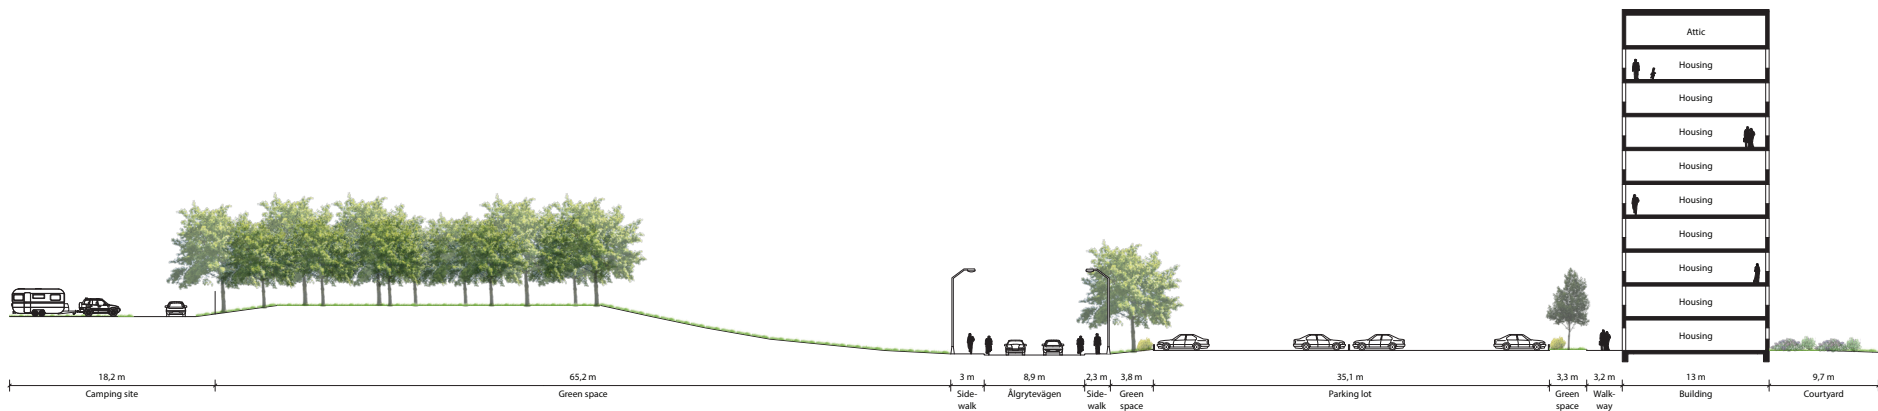 Attic
Housing
Housing
Housing
Housing
Housing
Housing
Housing
Housing
Housing
18,2 m
65,2 m
3 m
8,9 m
2,3 m
3,8 m
35,1 m
3,3 m
3,2 m
13 m
9,7 m
Camping site
Green space
Side-
walk
Ålgrytevägen
Side-
walk
Green
space
Parking lot
Green
space
Walk-
way
Building
Courtyard